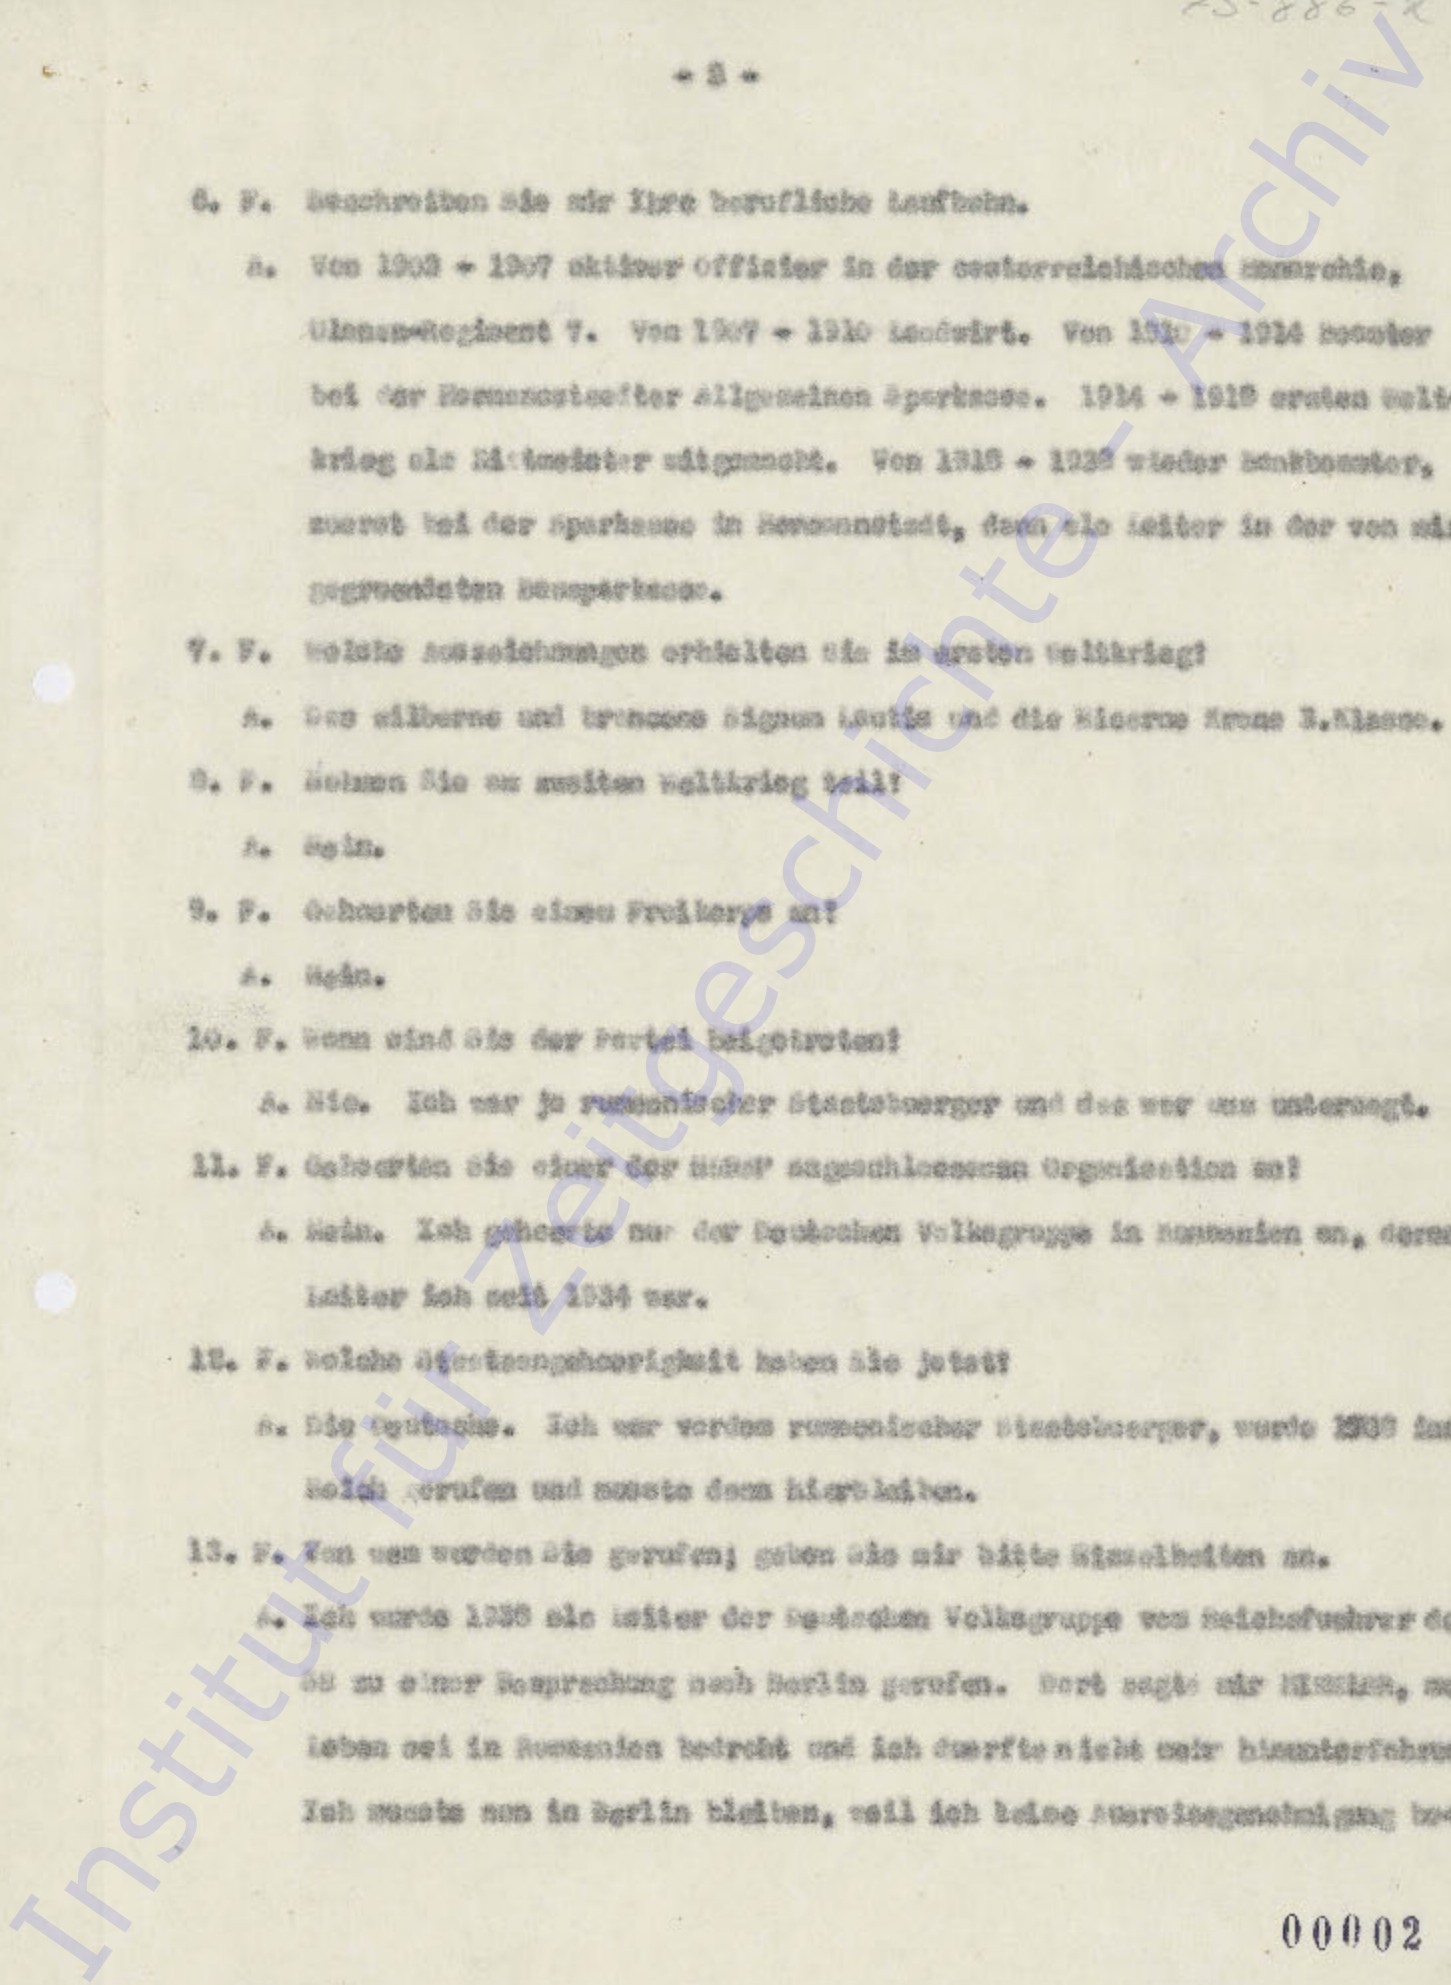 ZS-886-2
- 2 -
6. F. Beschreiben Sie mir Ihre berufliche Laufbahn.
A. Von 1903 - 1907 aktiver Offizier in der oesterreichischen Monarchie,
Ulanen-Regiment 7. Von 1907 - 1910 Landwirt. Von 1910 - 1914 Beamter
bei der Hermannstaedter Allgemeinen Sparkasse. 1914 - 1918 ersten Welt-
krieg als Rittmeister mitgemacht. Von 1918 - 1938 wieder Bankbeamter,
zuerst bei der Sparkasse in Hermannstadt, dann als Leiter in der von mir
gegruendeten Bausparkasse.
7. F. Welche Auszeichnungen erhielten Sie im ersten Weltkrieg?
A. Das silberne und broncene Signum Laudis und die Eiserne Krone 3.Klasse.
8. F. Nahmen Sie am zweiten Weltkrieg teil?
A. Nein.
9. F. Gehoerten Sie einem Freikorps an?
A. Nein.
10. F. Wann sind Sie der Partei beigetreten?
A. Nie. Ich war ja rumaenischer Staatsbuerger und das war uns untersagt.
11. F. Gehoerten Sie einer der NSDAP angeschlossenen Organisation an?
A. Nein. Ich gehoerte nur der Deutschen Volksgruppe in Rumaenien an, deren
Leiter ich seit 1934 war.
12. F. Welche Staatsangehoerigkeit haben Sie jetzt?
A. Die Deutsche. Ich war vordem rumaenischer Staatsbuerger, wurde 1938 ins
Reich gerufen und musste dann hierbleiben.
13. F. Von wem wurden Sie gerufen; geben Sie mir bitte Einzelheiten an.
A. Ich wurde 1938 als Leiter der Deutschen Volksgruppe vom Reichsfuehrer de
SS zu einer Besprechung nach Berlin gerufen. Dort sagte mir HIMMLER, me
Leben sei in Rumaenien bedroht und ich duerfte nicht mehr hinunterfahren
Ich musste nun in Berlin bleiben, weil ich keine Ausreisegenehmigung be
00002
Institut für Zeitgeschichte - Archiv